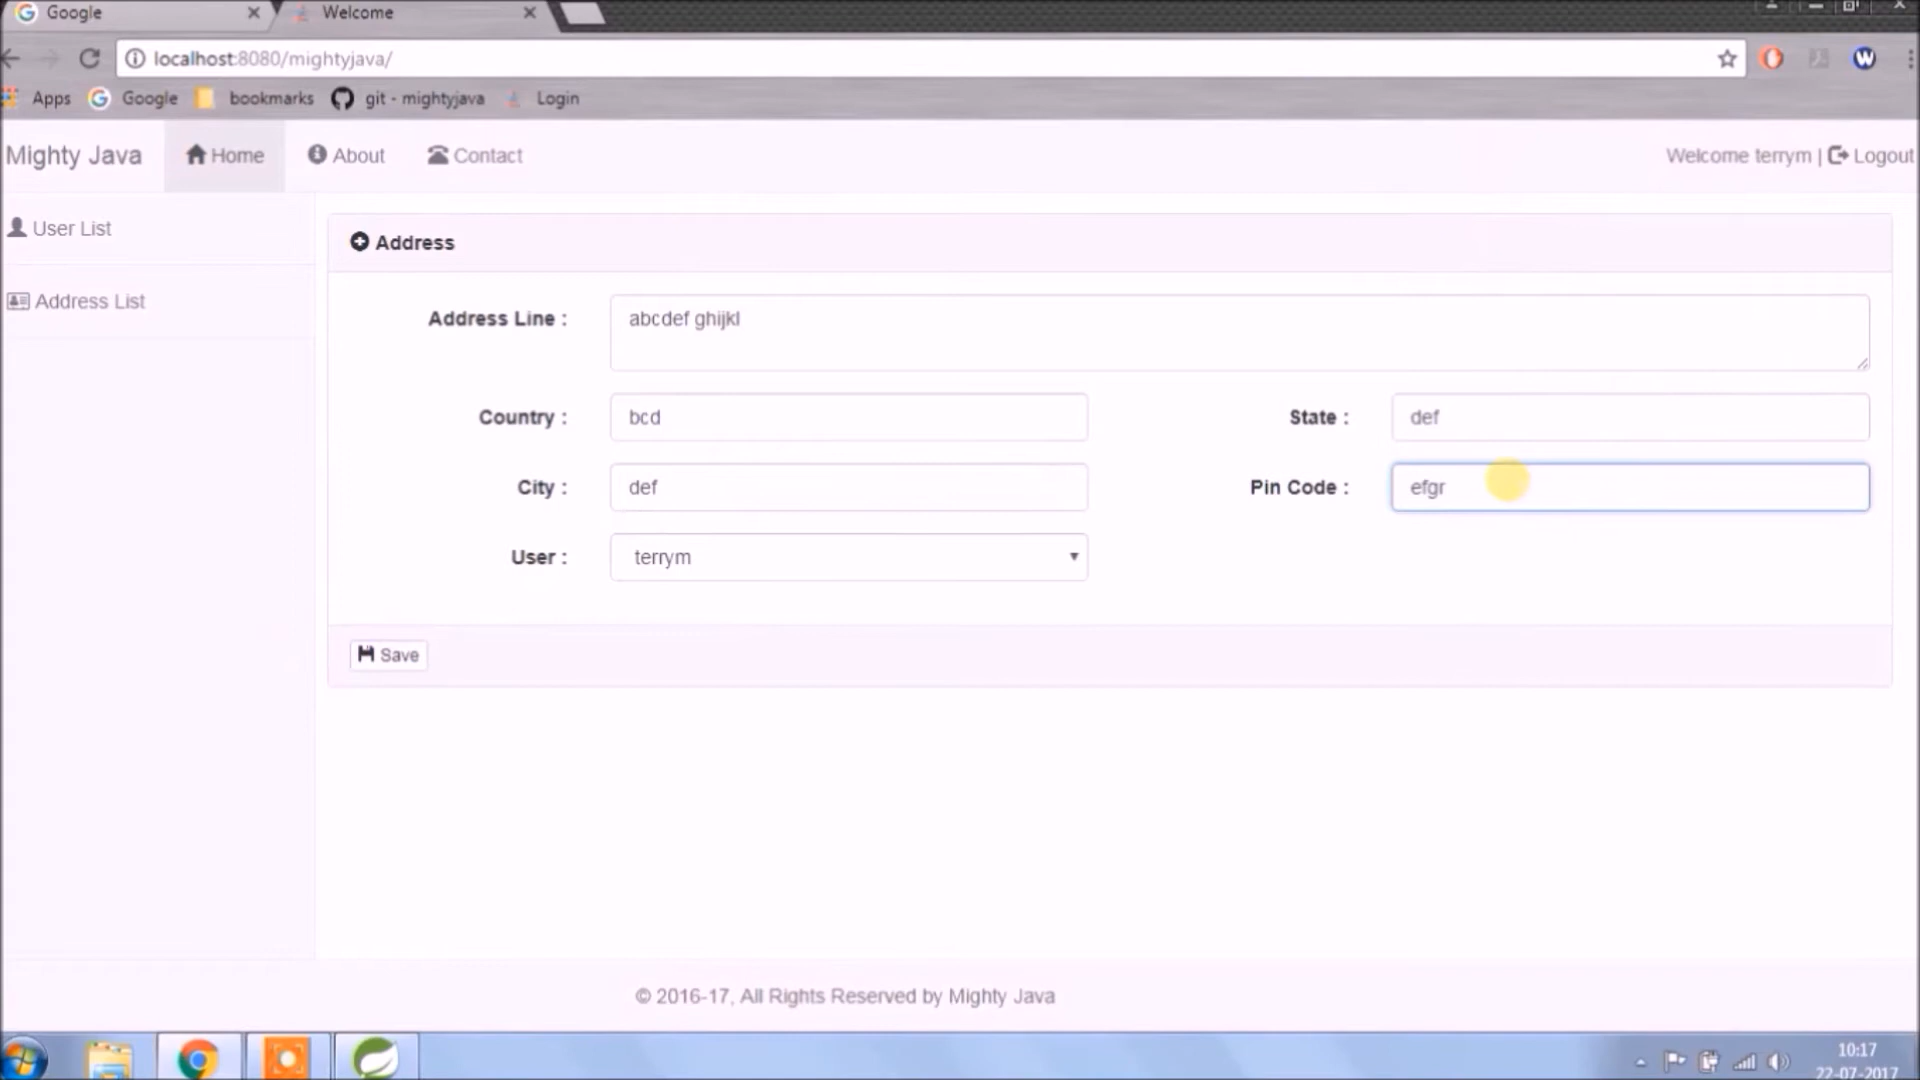 Google
Welcome
localhost:8080/mightyjava/
Apps
Google
bookmarks
git - mightyjava
Login
Mighty Java
Home
About
Contact
Welcome terrym |
Logout
User List
Address List
Address
Address Line :
abcdef ghijkl
Country :
bcd
State :
def
City :
def
Pin Code :
efgr
User :
terrym
Save
© 2016-17, All Rights Reserved by Mighty Java
10:17
22-07-2017